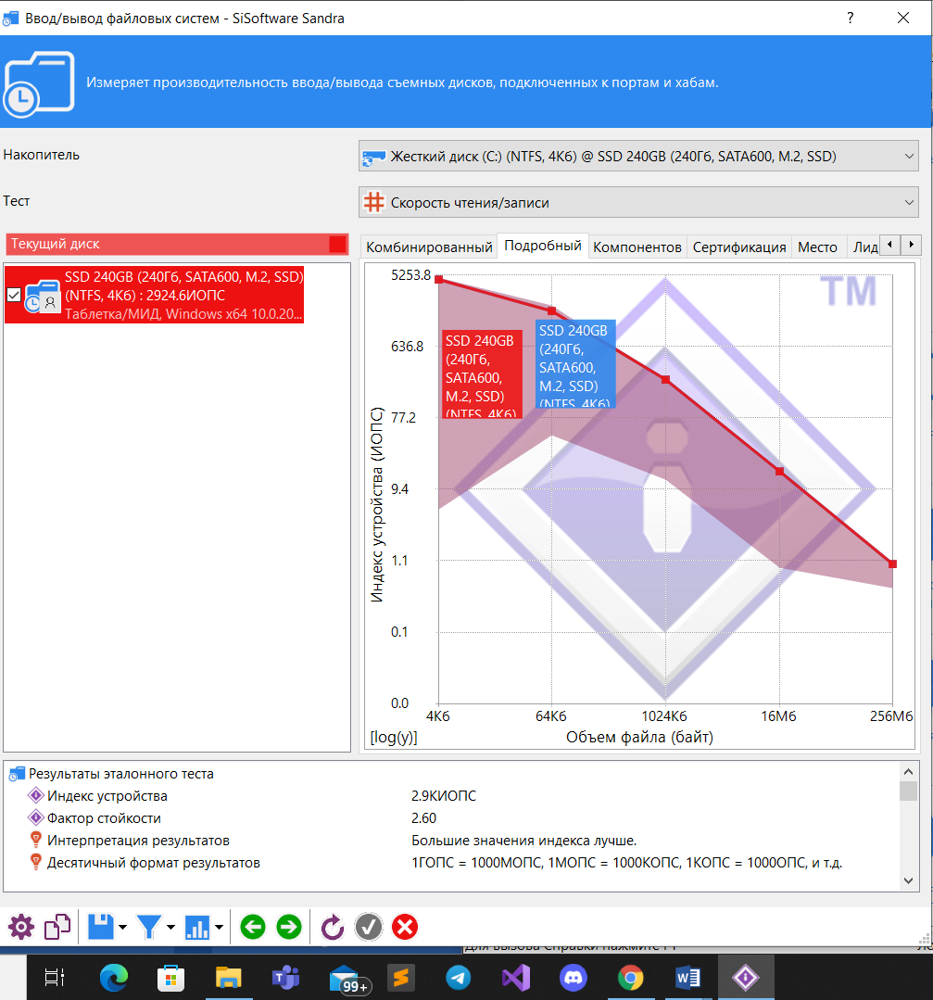 Ввод/вывод файловых систем - SiSoftware Sandra
?
Измеряет производительность ввода/вывода съемных дисков, подключенных к портам и хабам.
Накопитель
Жесткий диск (C:) (NTFS, 4Кб) @ SSD 240GB (240Гб, SATA600, M.2, SSD)
Тест
Скорость чтения/записи
Текущий диск
SSD 240GB (240Гб, SATA600, M.2, SSD)
(NTFS, 4Кб) : 2924.6ИОПС
Таблетка/МИД, Windows x64 10.0.20...
Комбинированный
Подробный
Компонентов
Сертификация
Место
Лид
TM
Индекс устройства (ИОПС)
5253.8
636.8
77.2
9.4
1.1
0.1
0.0
SSD 240GB
(240Гб,
SATA600,
M.2, SSD)
(NTFS, 4Кб)
SSD 240GB
(240Гб,
SATA600,
M.2, SSD)
(NTFS, 4Кб)
4Кб
64Кб
1024Кб
16Мб
256Мб
[log(y)]
Объем файла (байт)
Результаты эталонного теста
Индекс устройства 2.9КИОПС
Фактор стойкости 2.60
Интерпретация результатов Большие значения индекса лучше.
Десятичный формат результатов 1ГОПС = 1000МОПС, 1МОПС = 1000КОПС, 1КОПС = 1000ОПС, и т.д.
Для вызова Справки нажмите F1
99+